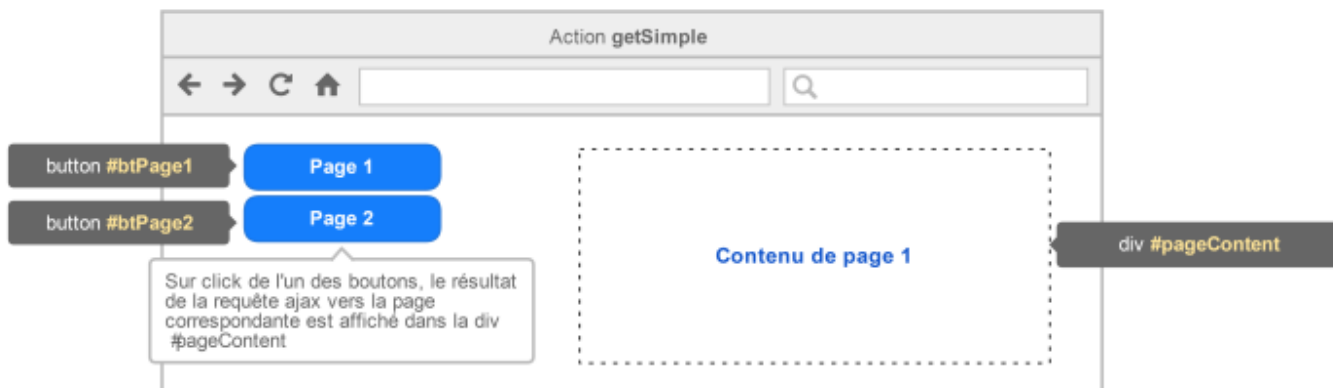 Action getSimple
button #btPage1
Page 1
button #btPage2
Page 2
Contenu de page 1
div #pageContent
Sur click de l'un des boutons, le résultat
de la requête ajax vers la page
correspondante est affiché dans la div
#pageContent